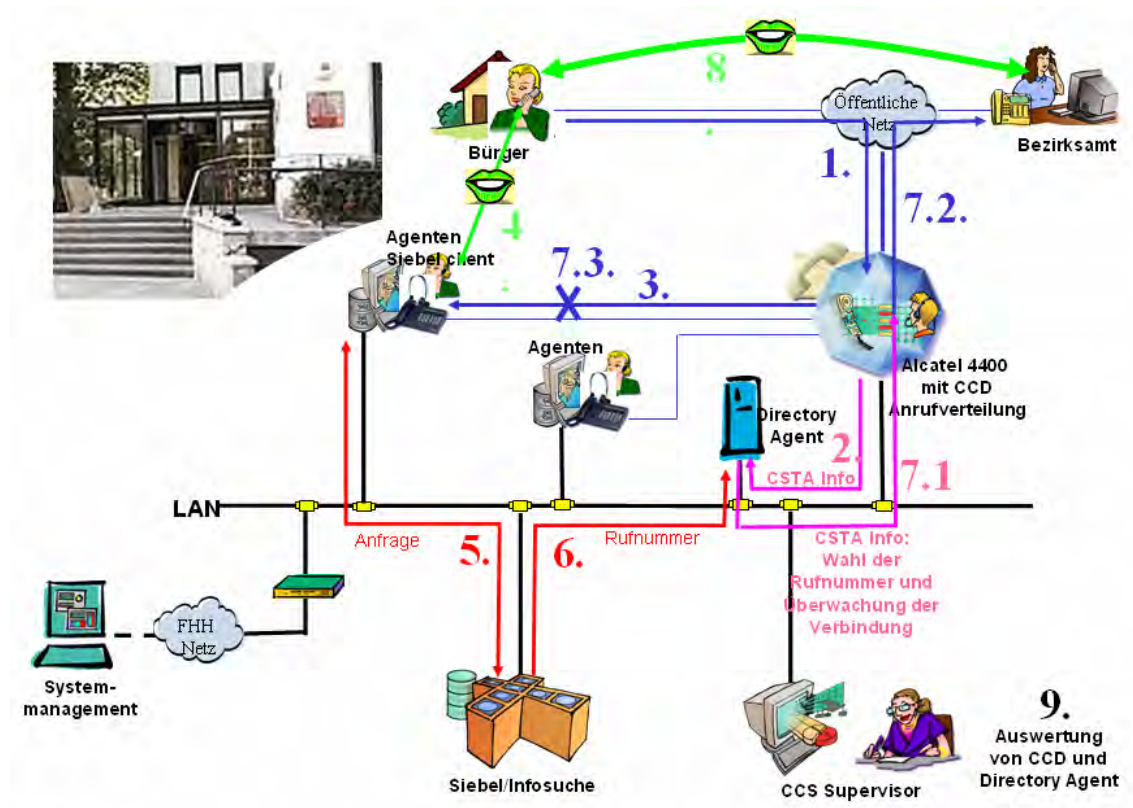 8
Öffentliche
Netz
Bürger
Bezirksamt
1.
7.2.
4
Agenten
Siebel client
7.3.
3.
Agenten
Alcatel 4400
mit CCD
Anrufverteilung
Directory
Agent
2.
CSTA Info
7.1
LAN
Anfrage
5.
6.
Rufnummer
CSTA Info:
Wahl der
Rufnummer und
Überwachung der
Verbindung
FHH
Netz
System-
management
Siebel/Infosuche
CCS Supervisor
9.
Auswertung
von CCD und
Directory Agent